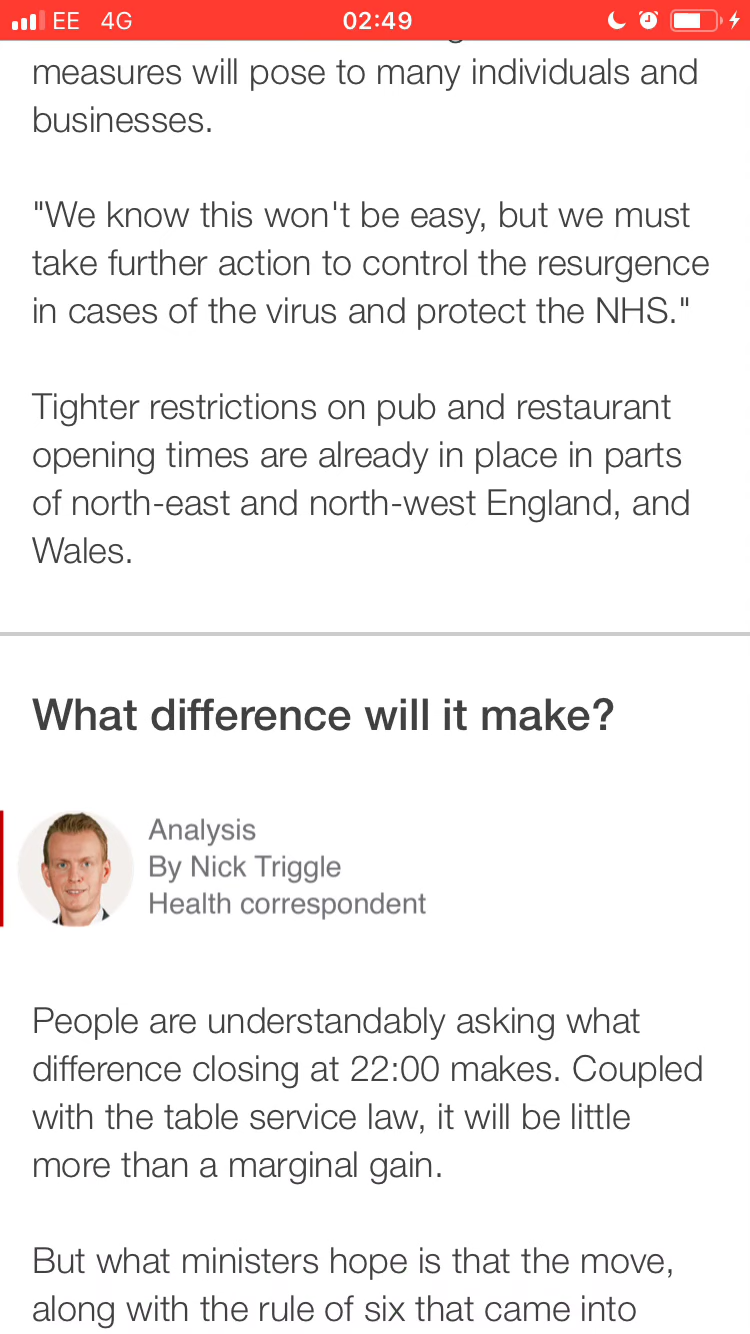 EE 4G 02:49
measures will pose to many individuals and
businesses.
"We know this won't be easy, but we must
take further action to control the resurgence
in cases of the virus and protect the NHS."
Tighter restrictions on pub and restaurant
opening times are already in place in parts
of north-east and north-west England, and
Wales.
What difference will it make?
Analysis
By Nick Triggle
Health correspondent
People are understandably asking what
difference closing at 22:00 makes. Coupled
with the table service law, it will be little
more than a marginal gain.
But what ministers hope is that the move,
along with the rule of six that came into